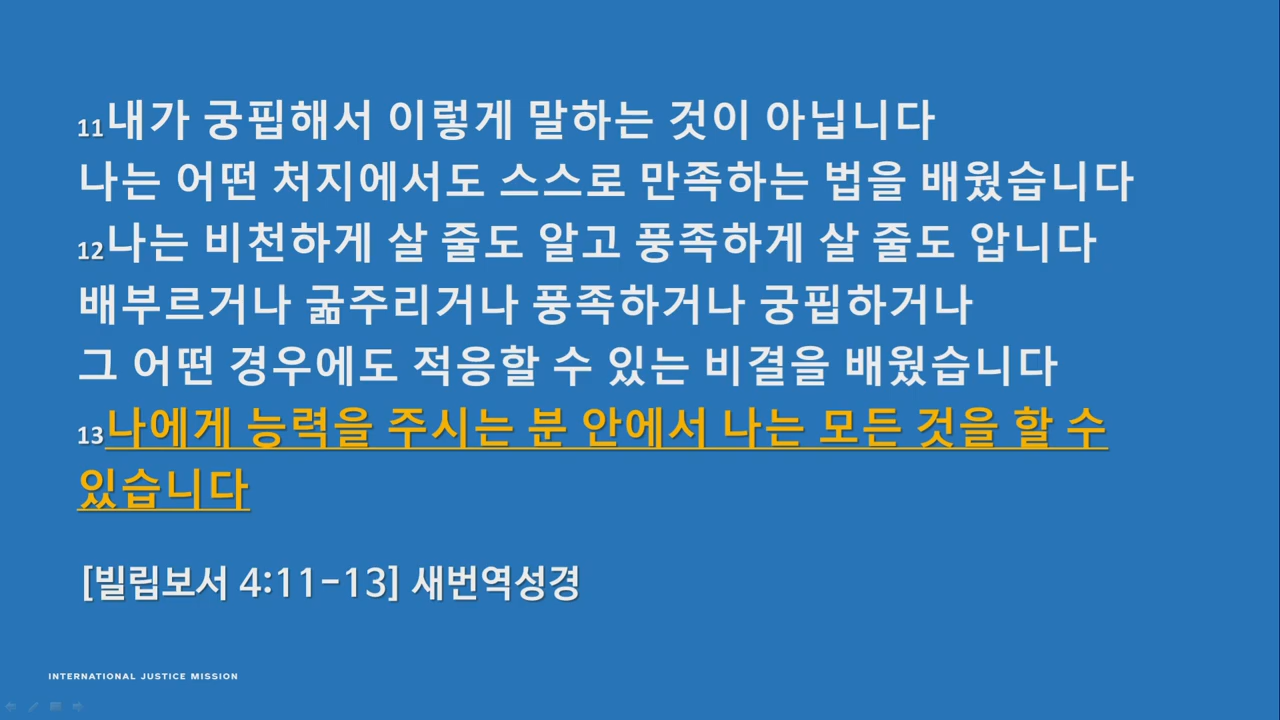 11내가 궁핍해서 이렇게 말하는 것이 아닙니다
나는 어떤 처지에서도 스스로 만족하는 법을 배웠습니다
12나는 비천하게 살 줄도 알고 풍족하게 살 줄도 압니다
배부르거나 굶주리거나 풍족하거나 궁핍하거나
그 어떤 경우에도 적응할 수 있는 비결을 배웠습니다
13나에게 능력을 주시는 분 안에서 나는 모든 것을 할 수
있습니다
[빌립보서 4:11-13] 새번역성경
INTERNATIONAL JUSTICE MISSION